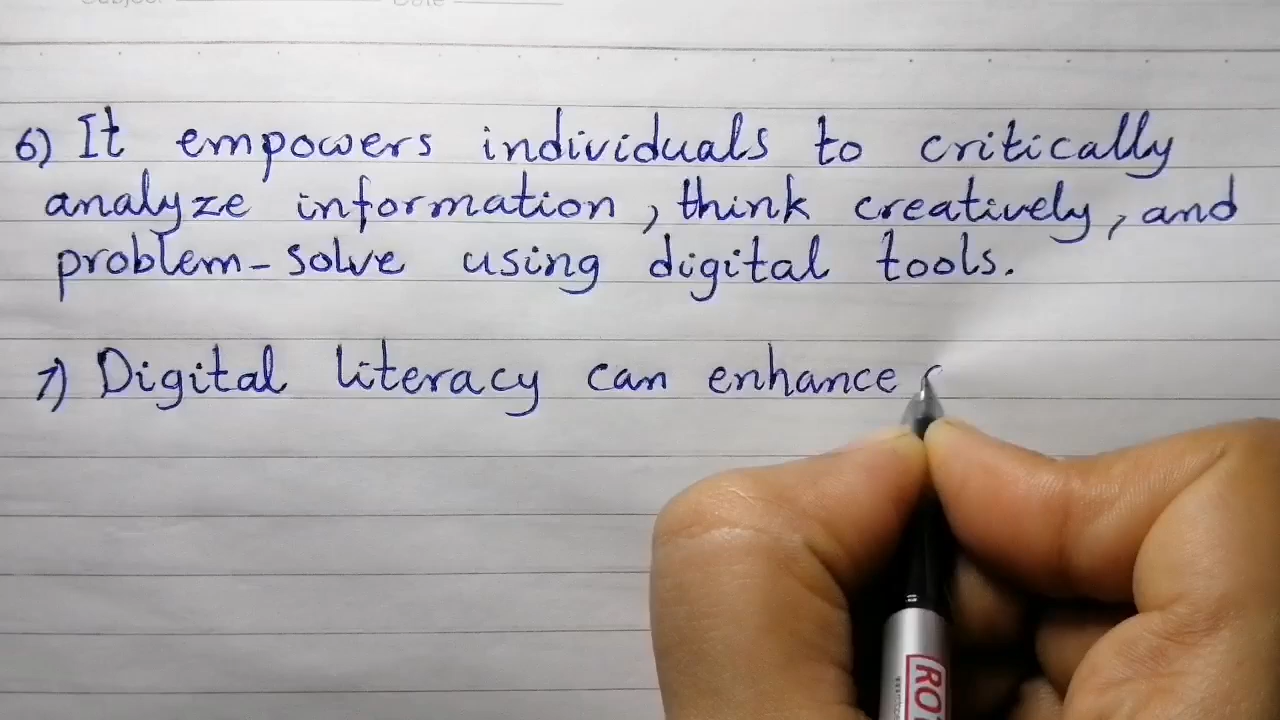 6) It empowers individuals to critically
analyze information, think creatively, and
problem-solve using digital tools.
7) Digital literacy can enhance
ROT